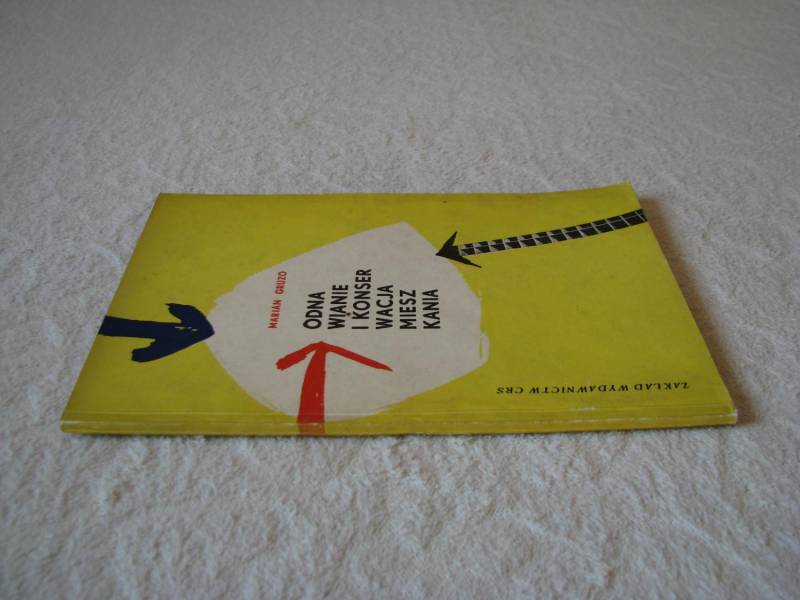 MARIAN GRUZO
ODNA
WIANIE
I KONSER
WACJA
MIESZ
KANIA
ZAKŁAD WYDAWNICTW CRS